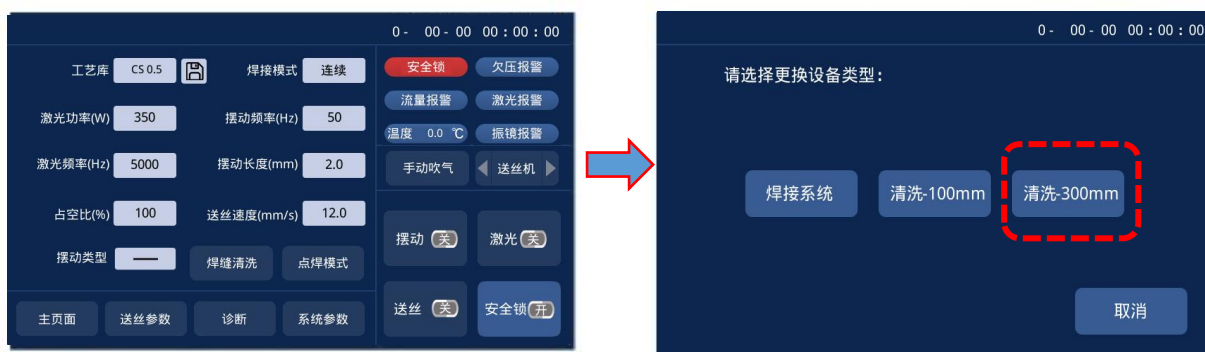 0- 00-00 00:00:00
工艺库 CS 0.5 焊接模式 连续
激光功率(W) 350 摆动频率(Hz) 50
激光频率(Hz) 5000 摆动长度(mm) 2.0
占空比(%) 100 送丝速度(mm/s) 12.0
摆动类型 焊缝清洗 点焊模式
主页面 送丝参数 诊断 系统参数
安全锁 欠压报警
流量报警 激光报警
温度 0.0 ℃ 振镜报警
手动吹气 送丝机
摆动 关 激光 关
送丝 关 安全锁 开
0- 00-00 00:00:00
请选择更换设备类型:
焊接系统 清洗-100mm 清洗-300mm
取消